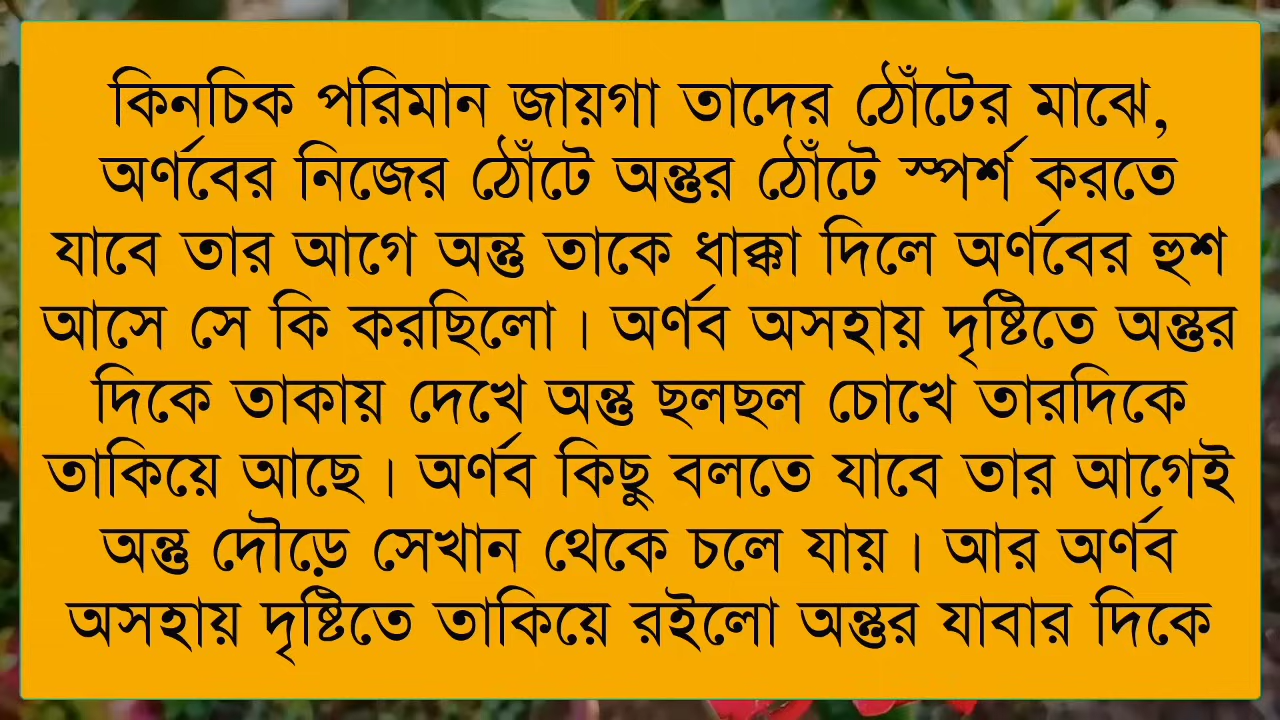 কিনচিক পরিমান জায়গা তাদের ঠোঁটের মাঝে,
অর্ণবের নিজের ঠোঁটে অন্তুর ঠোঁটে স্পর্শ করতে
যাবে তার আগে অন্তু তাকে ধাক্কা দিলে অর্ণবের হুশ
আসে সে কি করছিলো। অর্ণব অসহায় দৃষ্টিতে অন্তুর
দিকে তাকায় দেখে অন্তু ছলছল চোখে তারদিকে
তাকিয়ে আছে। অর্ণব কিছু বলতে যাবে তার আগেই
অন্তু দৌড়ে সেখান থেকে চলে যায়। আর অর্ণব
অসহায় দৃষ্টিতে তাকিয়ে রইলো অন্তুর যাবার দিকে